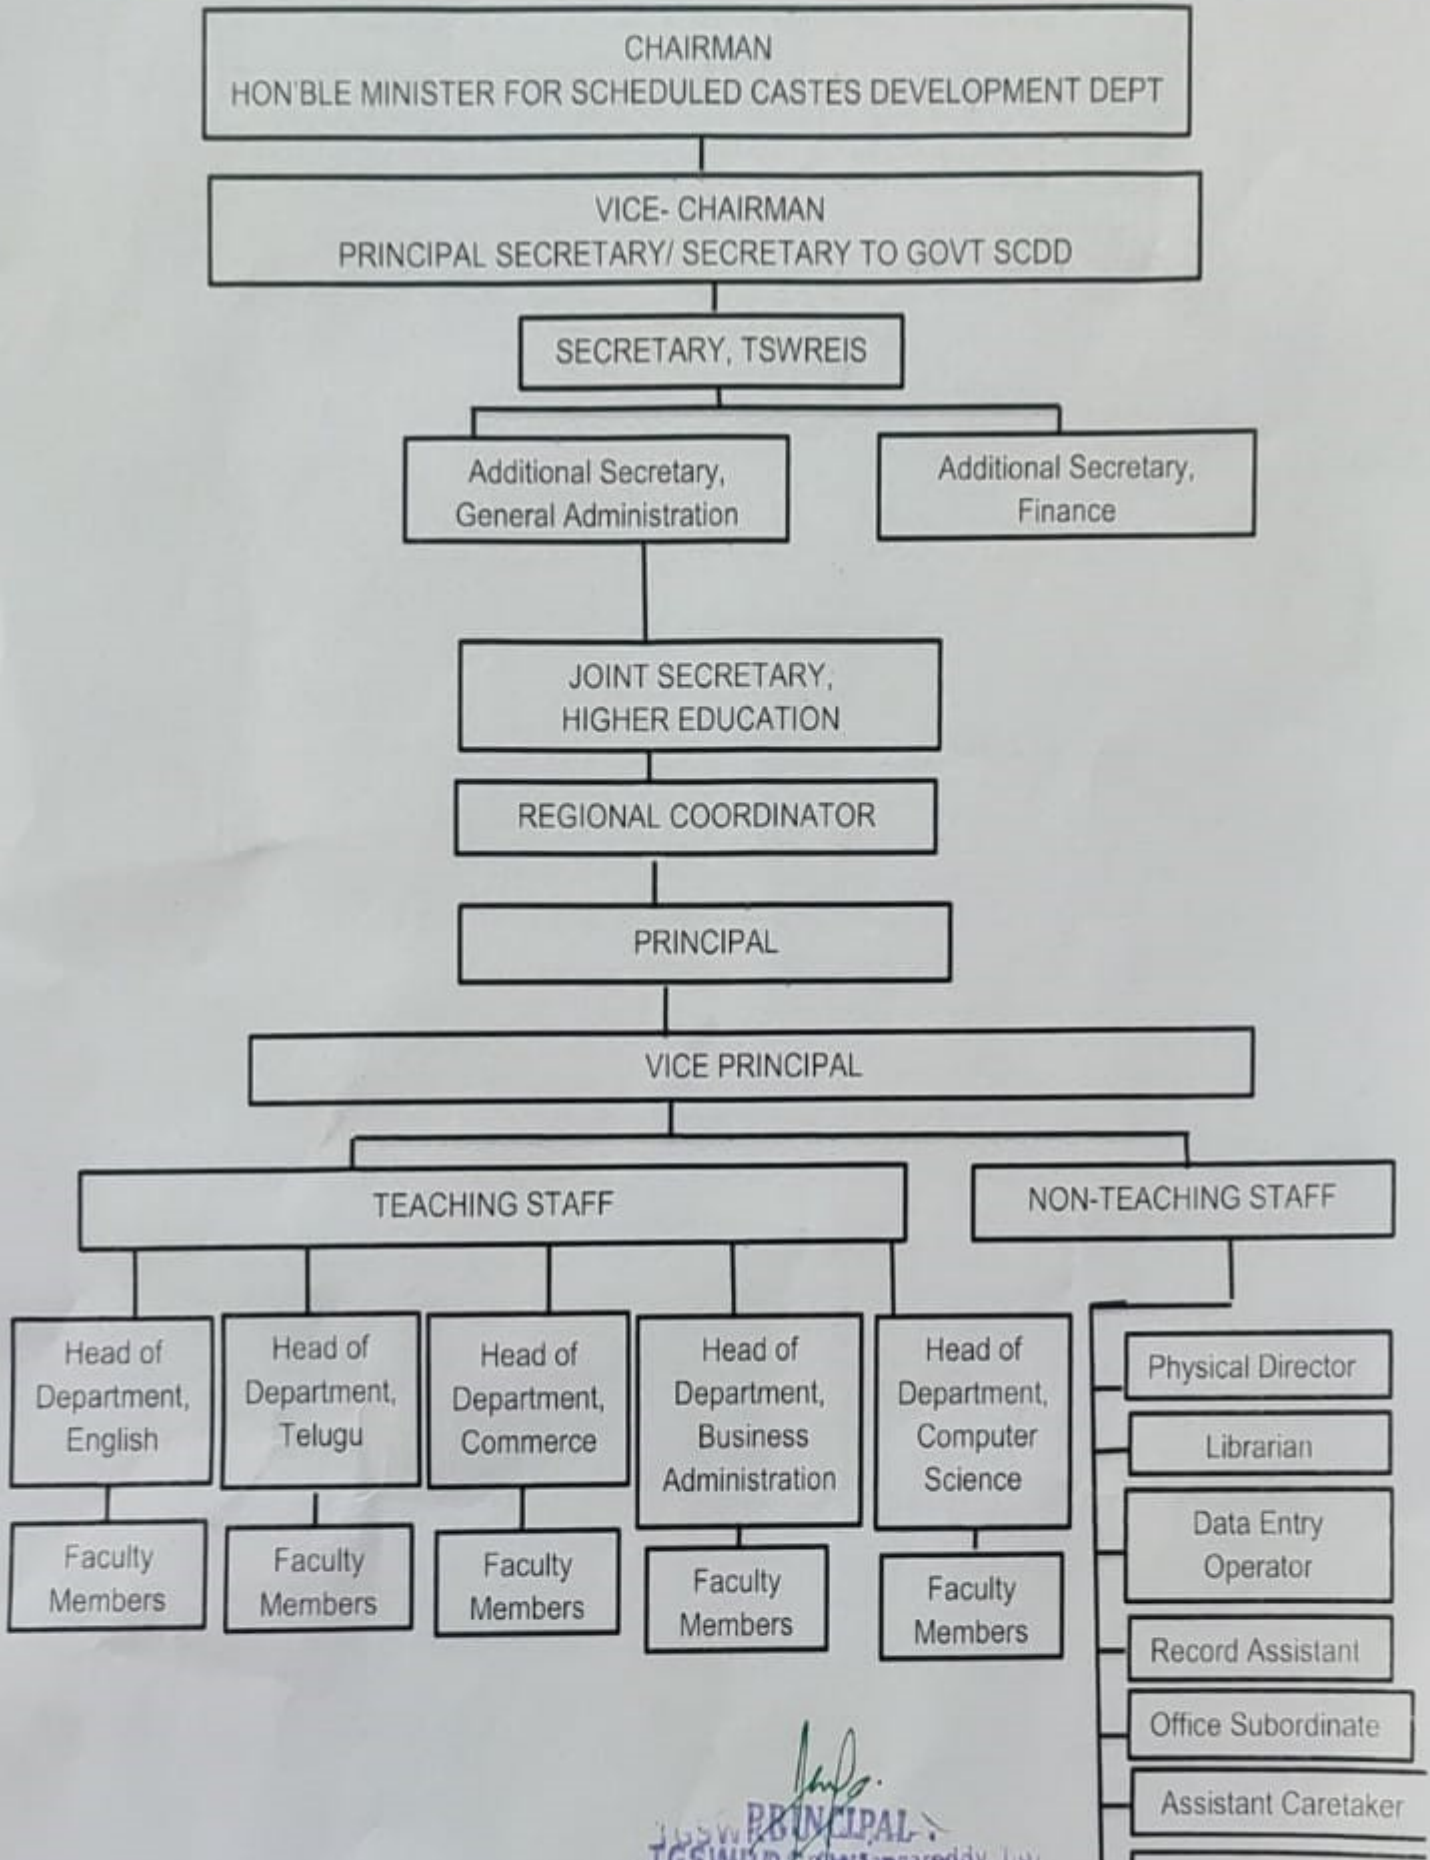 CHAIRMAN
HON'BLE MINISTER FOR SCHEDULED CASTES DEVELOPMENT DEPT
VICE- CHAIRMAN
PRINCIPAL SECRETARY/ SECRETARY TO GOVT SCDD
SECRETARY, TSWREIS
Additional Secretary,
General Administration
Additional Secretary,
Finance
JOINT SECRETARY,
HIGHER EDUCATION
REGIONAL COORDINATOR
PRINCIPAL
VICE PRINCIPAL
TEACHING STAFF
NON-TEACHING STAFF
Head of
Department,
English
Head of
Department,
Telugu
Head of
Department,
Commerce
Head of
Department,
Business
Administration
Head of
Department,
Computer
Science
Faculty
Members
Faculty
Members
Faculty
Members
Faculty
Members
Faculty
Members
Physical Director
Librarian
Data Entry
Operator
Record Assistant
Office Subordinate
Assistant Caretaker
PRINCIPAL